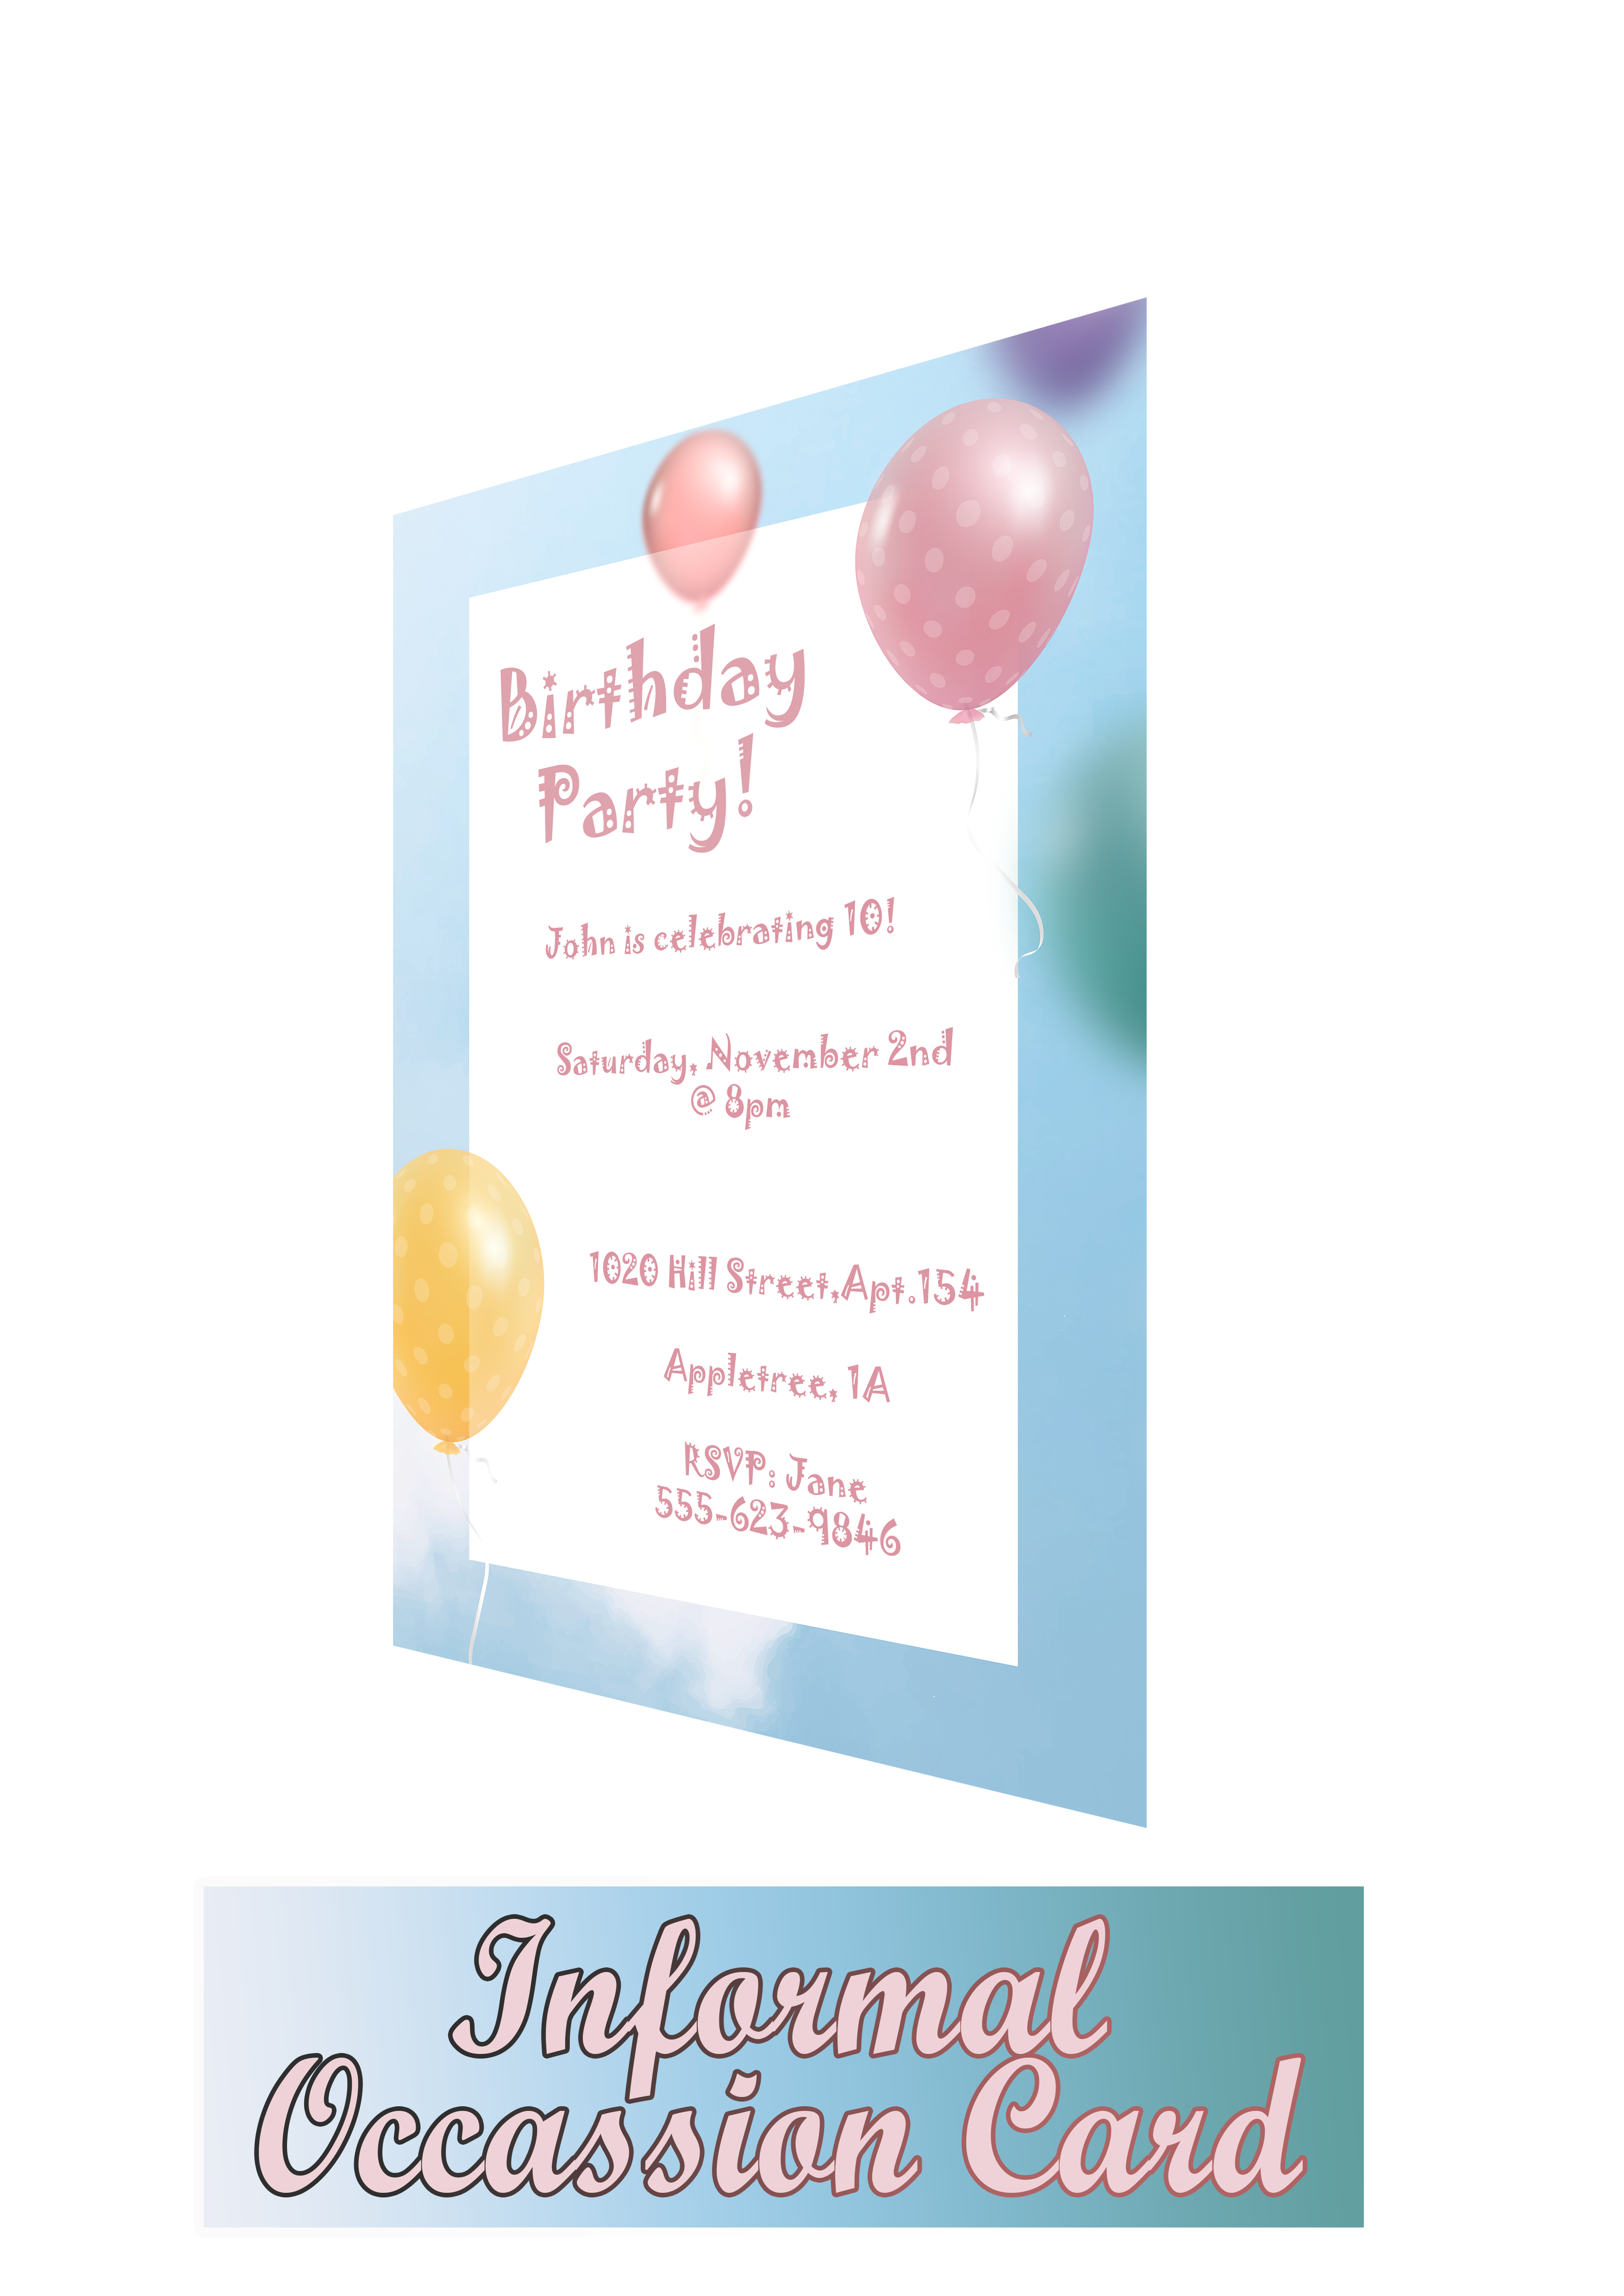 Birthday
Party!
John is celebrating 10!
Saturday, November 2nd
@ 8pm
1020 Hill Street,Apt.154
Appletree, IA
RSVP: Jane
555-623-9846
Informal
Occassion Card